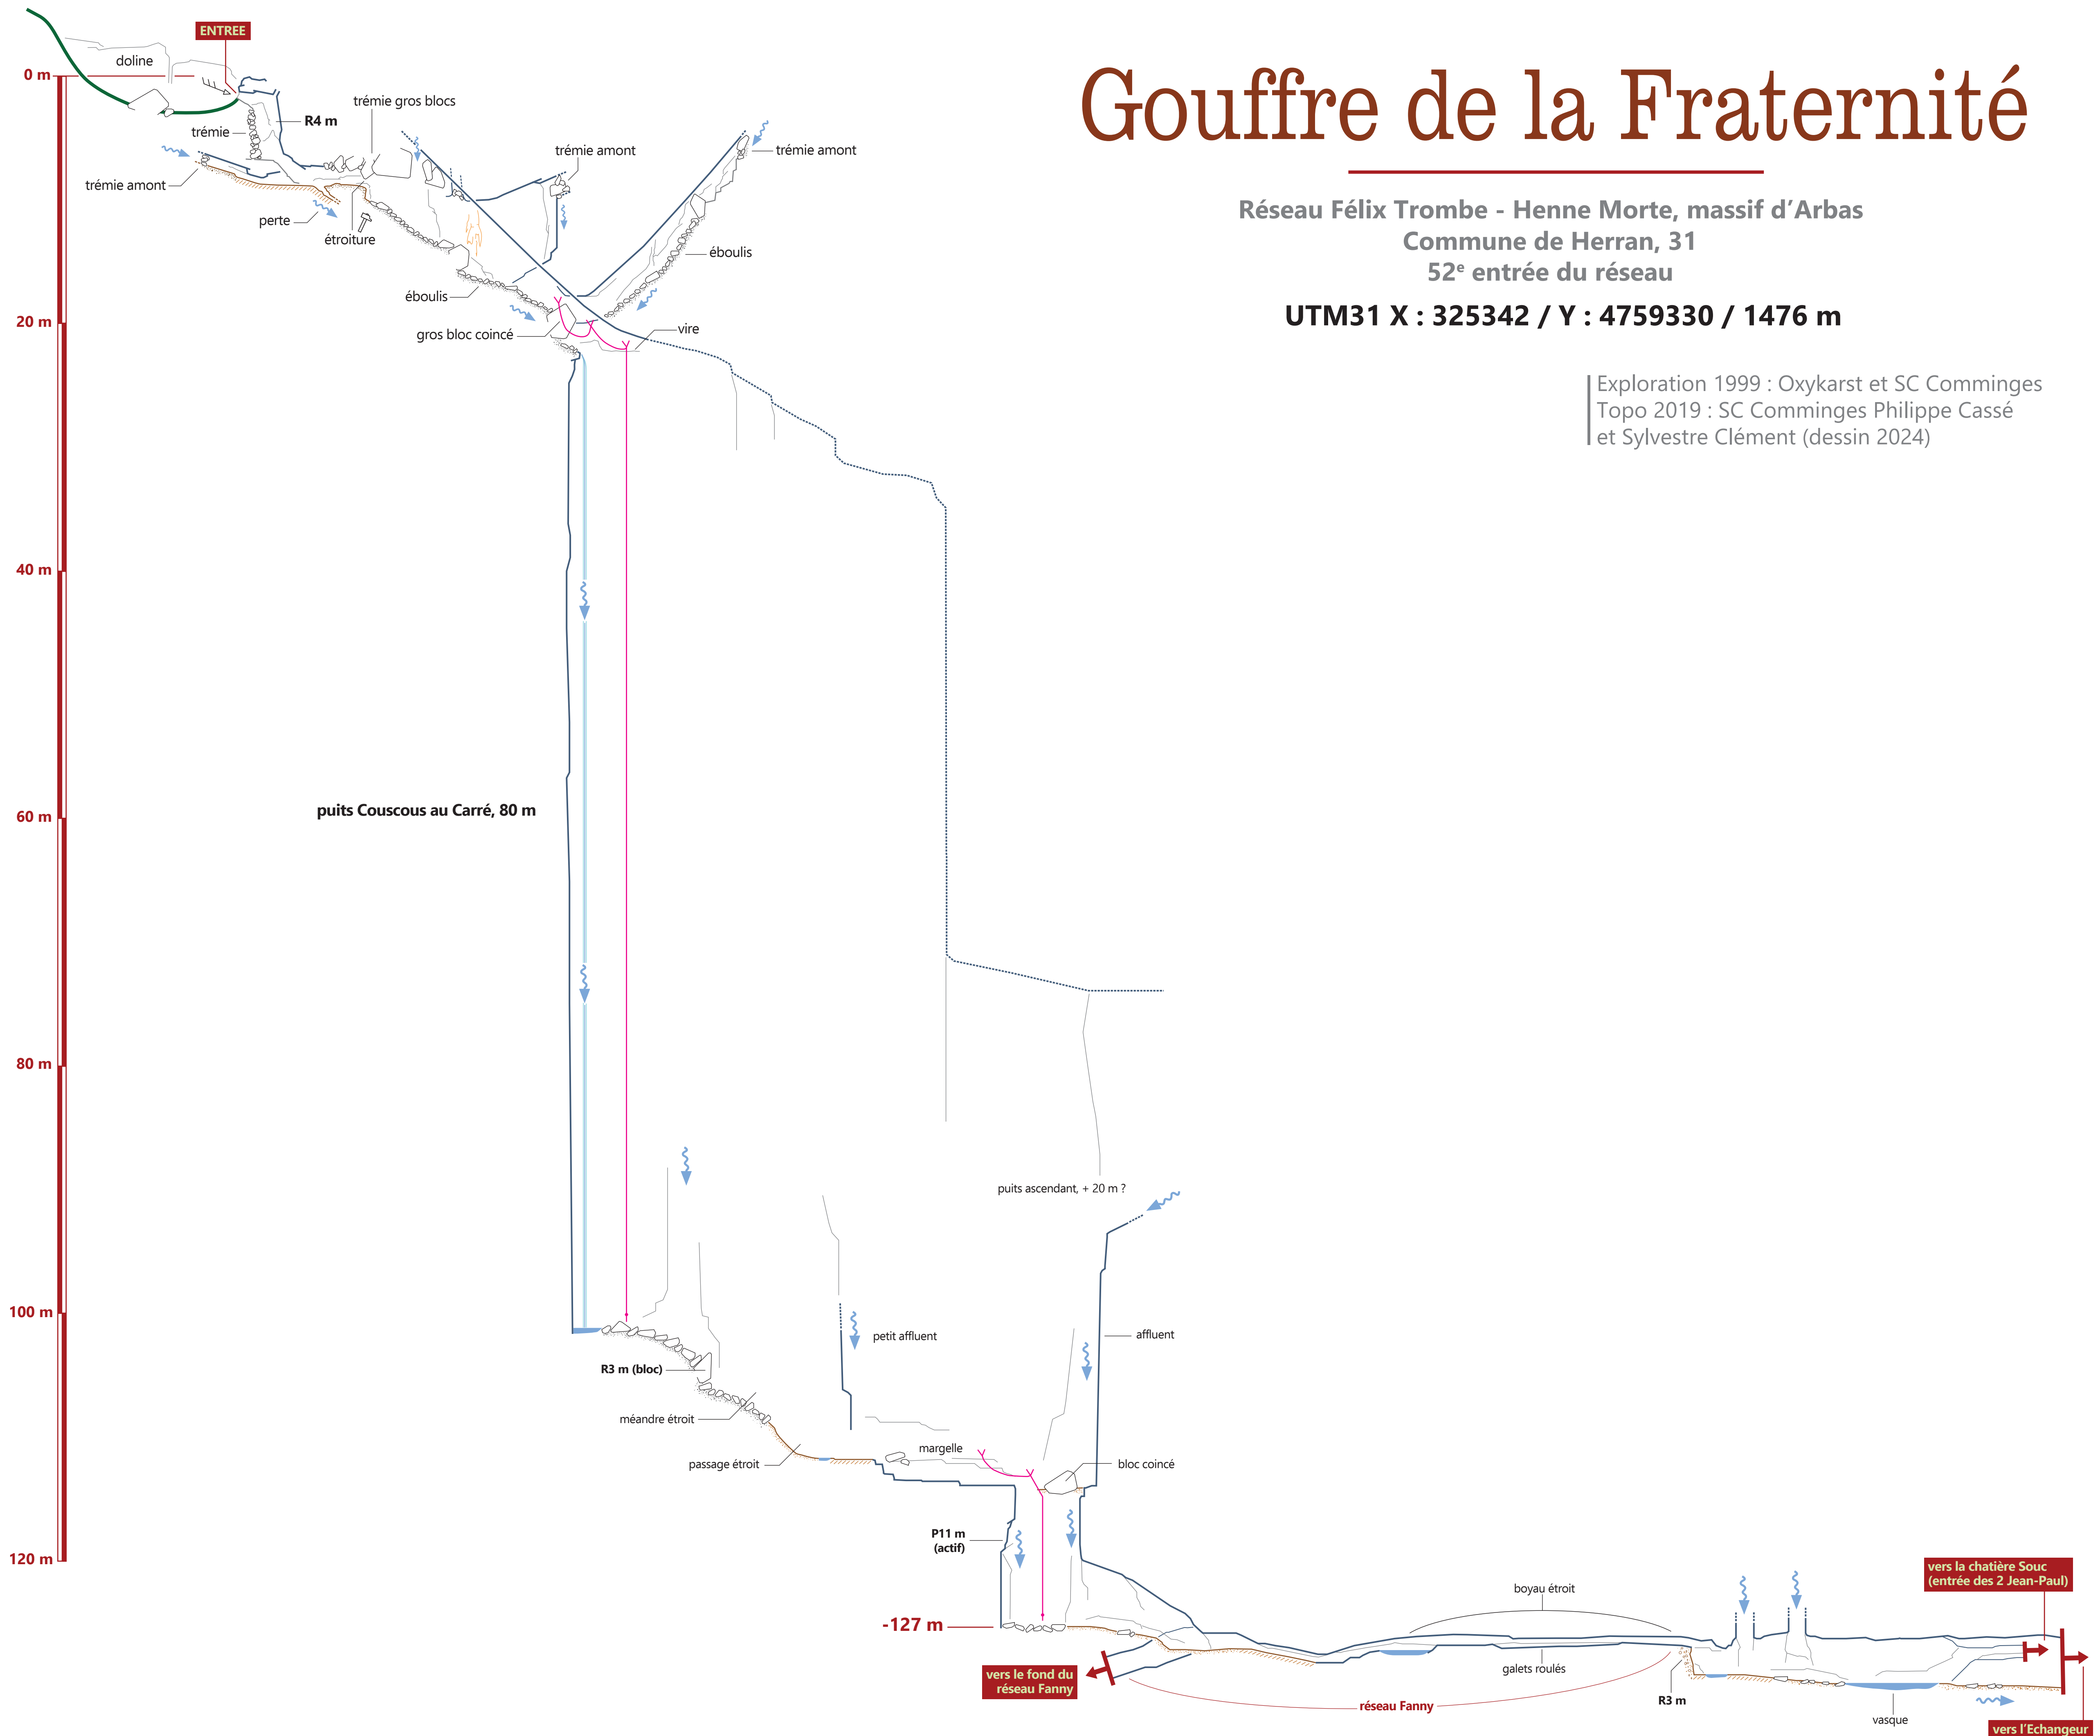 Gouffre de la Fraternité
Réseau Félix Trombe - Henne Morte, massif d’Arbas
Commune de Herran, 31
52e entrée du réseau
UTM31 X : 325342 / Y : 4759330 / 1476 m
Exploration 1999 : Oxykarst et SC Comminges
Topo 2019 : SC Comminges Philippe Cassé
et Sylvestre Clément (dessin 2024)
ENTREE
doline
0 m
R4 m
trémie gros blocs
trémie
trémie amont
trémie amont
trémie amont
perte
étroiture
éboulis
éboulis
20 m
gros bloc coincé
vire
40 m
puits Couscous au Carré, 80 m
60 m
80 m
puits ascendant, + 20 m ?
100 m
petit affluent
affluent
R3 m (bloc)
méandre étroit
margelle
passage étroit
bloc coincé
P11 m
(actif)
120 m
-127 m
vers le fond du
réseau Fanny
boyau étroit
galets roulés
réseau Fanny
R3 m
vers la chatière Souc
(entrée des 2 Jean-Paul)
vasque
vers l’Echangeur